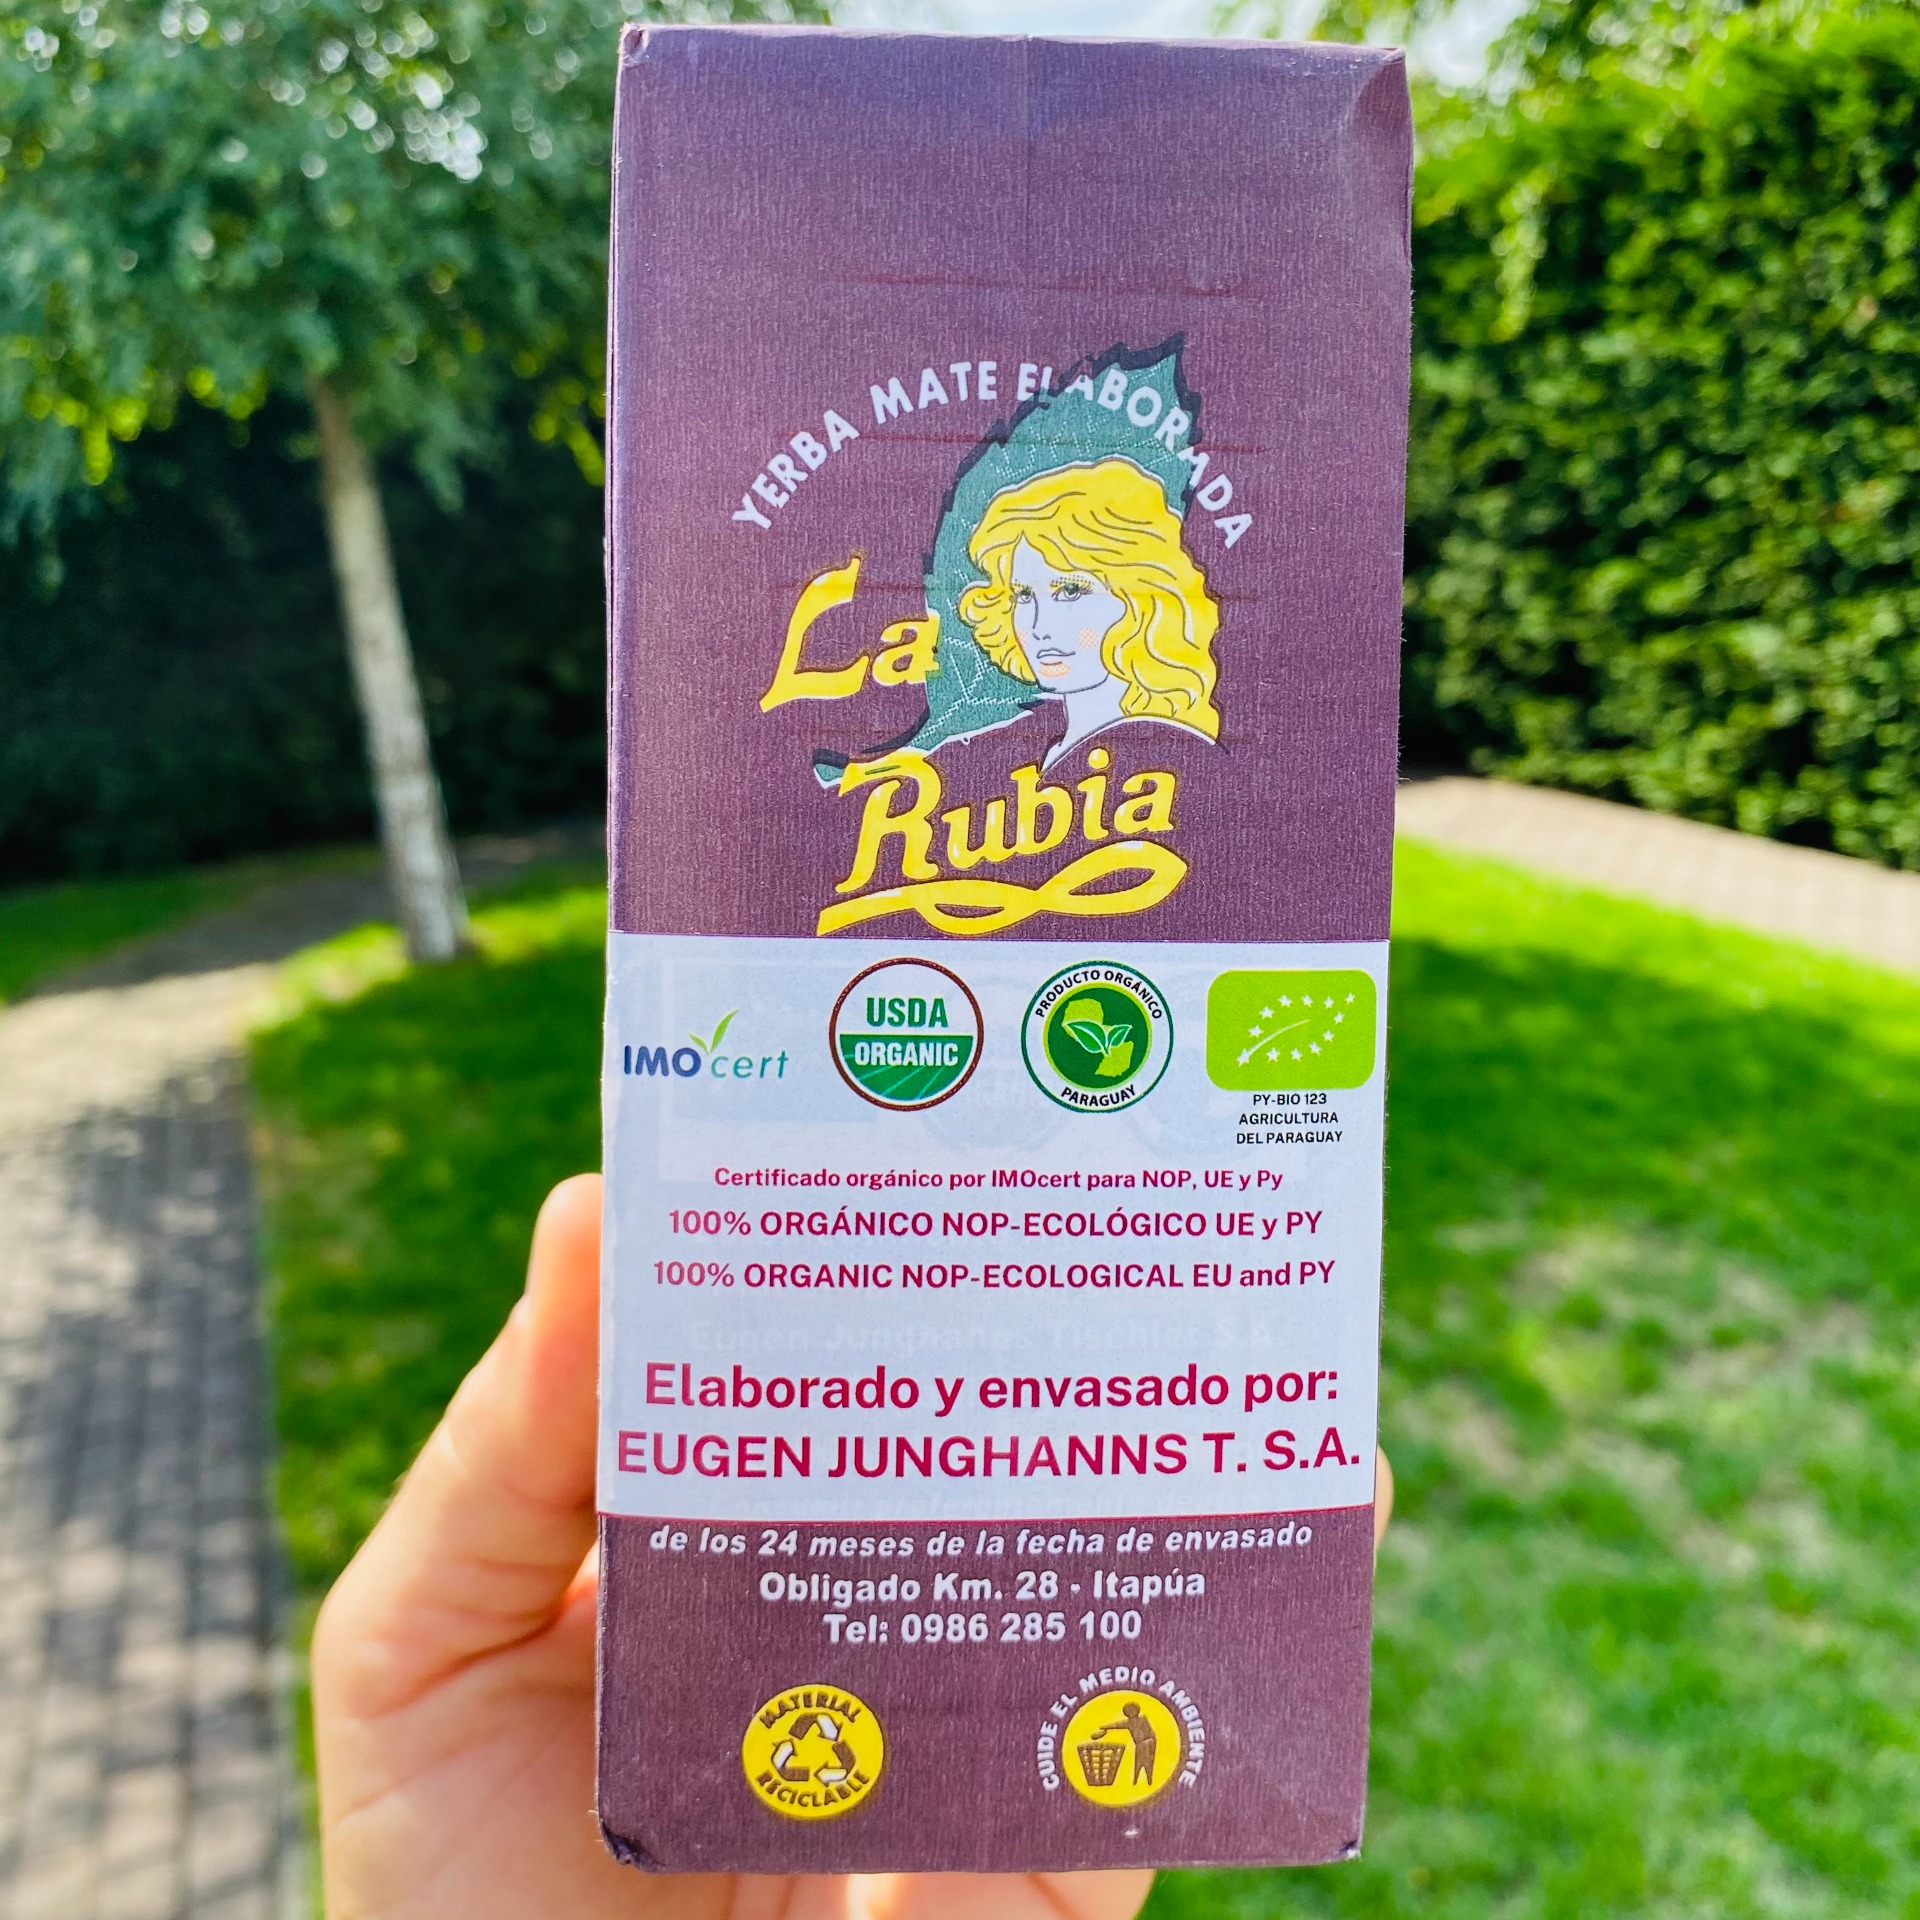 YERBA MATE ELABORADA
La
Rubia
IMOcert
USDA
ORGANIC
PRODUCTO ORGÁNICO
PARAGUAY
PY-BIO 123
AGRICULTURA
DEL PARAGUAY
Certificado orgánico por IMOcert para NOP, UE y Py
100% ORGÁNICO NOP-ECOLÓGICO UE y PY
100% ORGANIC NOP-ECOLOGICAL EU and PY
Eugen Junghanns Tischler S.A.
Elaborado y envasado por:
EUGEN JUNGHANNS T. S.A.
de los 24 meses de la fecha de envasado
Obligado Km. 28 - Itapúa
Tel: 0986 285 100
MATERIAL
RECICLABLE
CUIDE EL MEDIO AMBIENTE